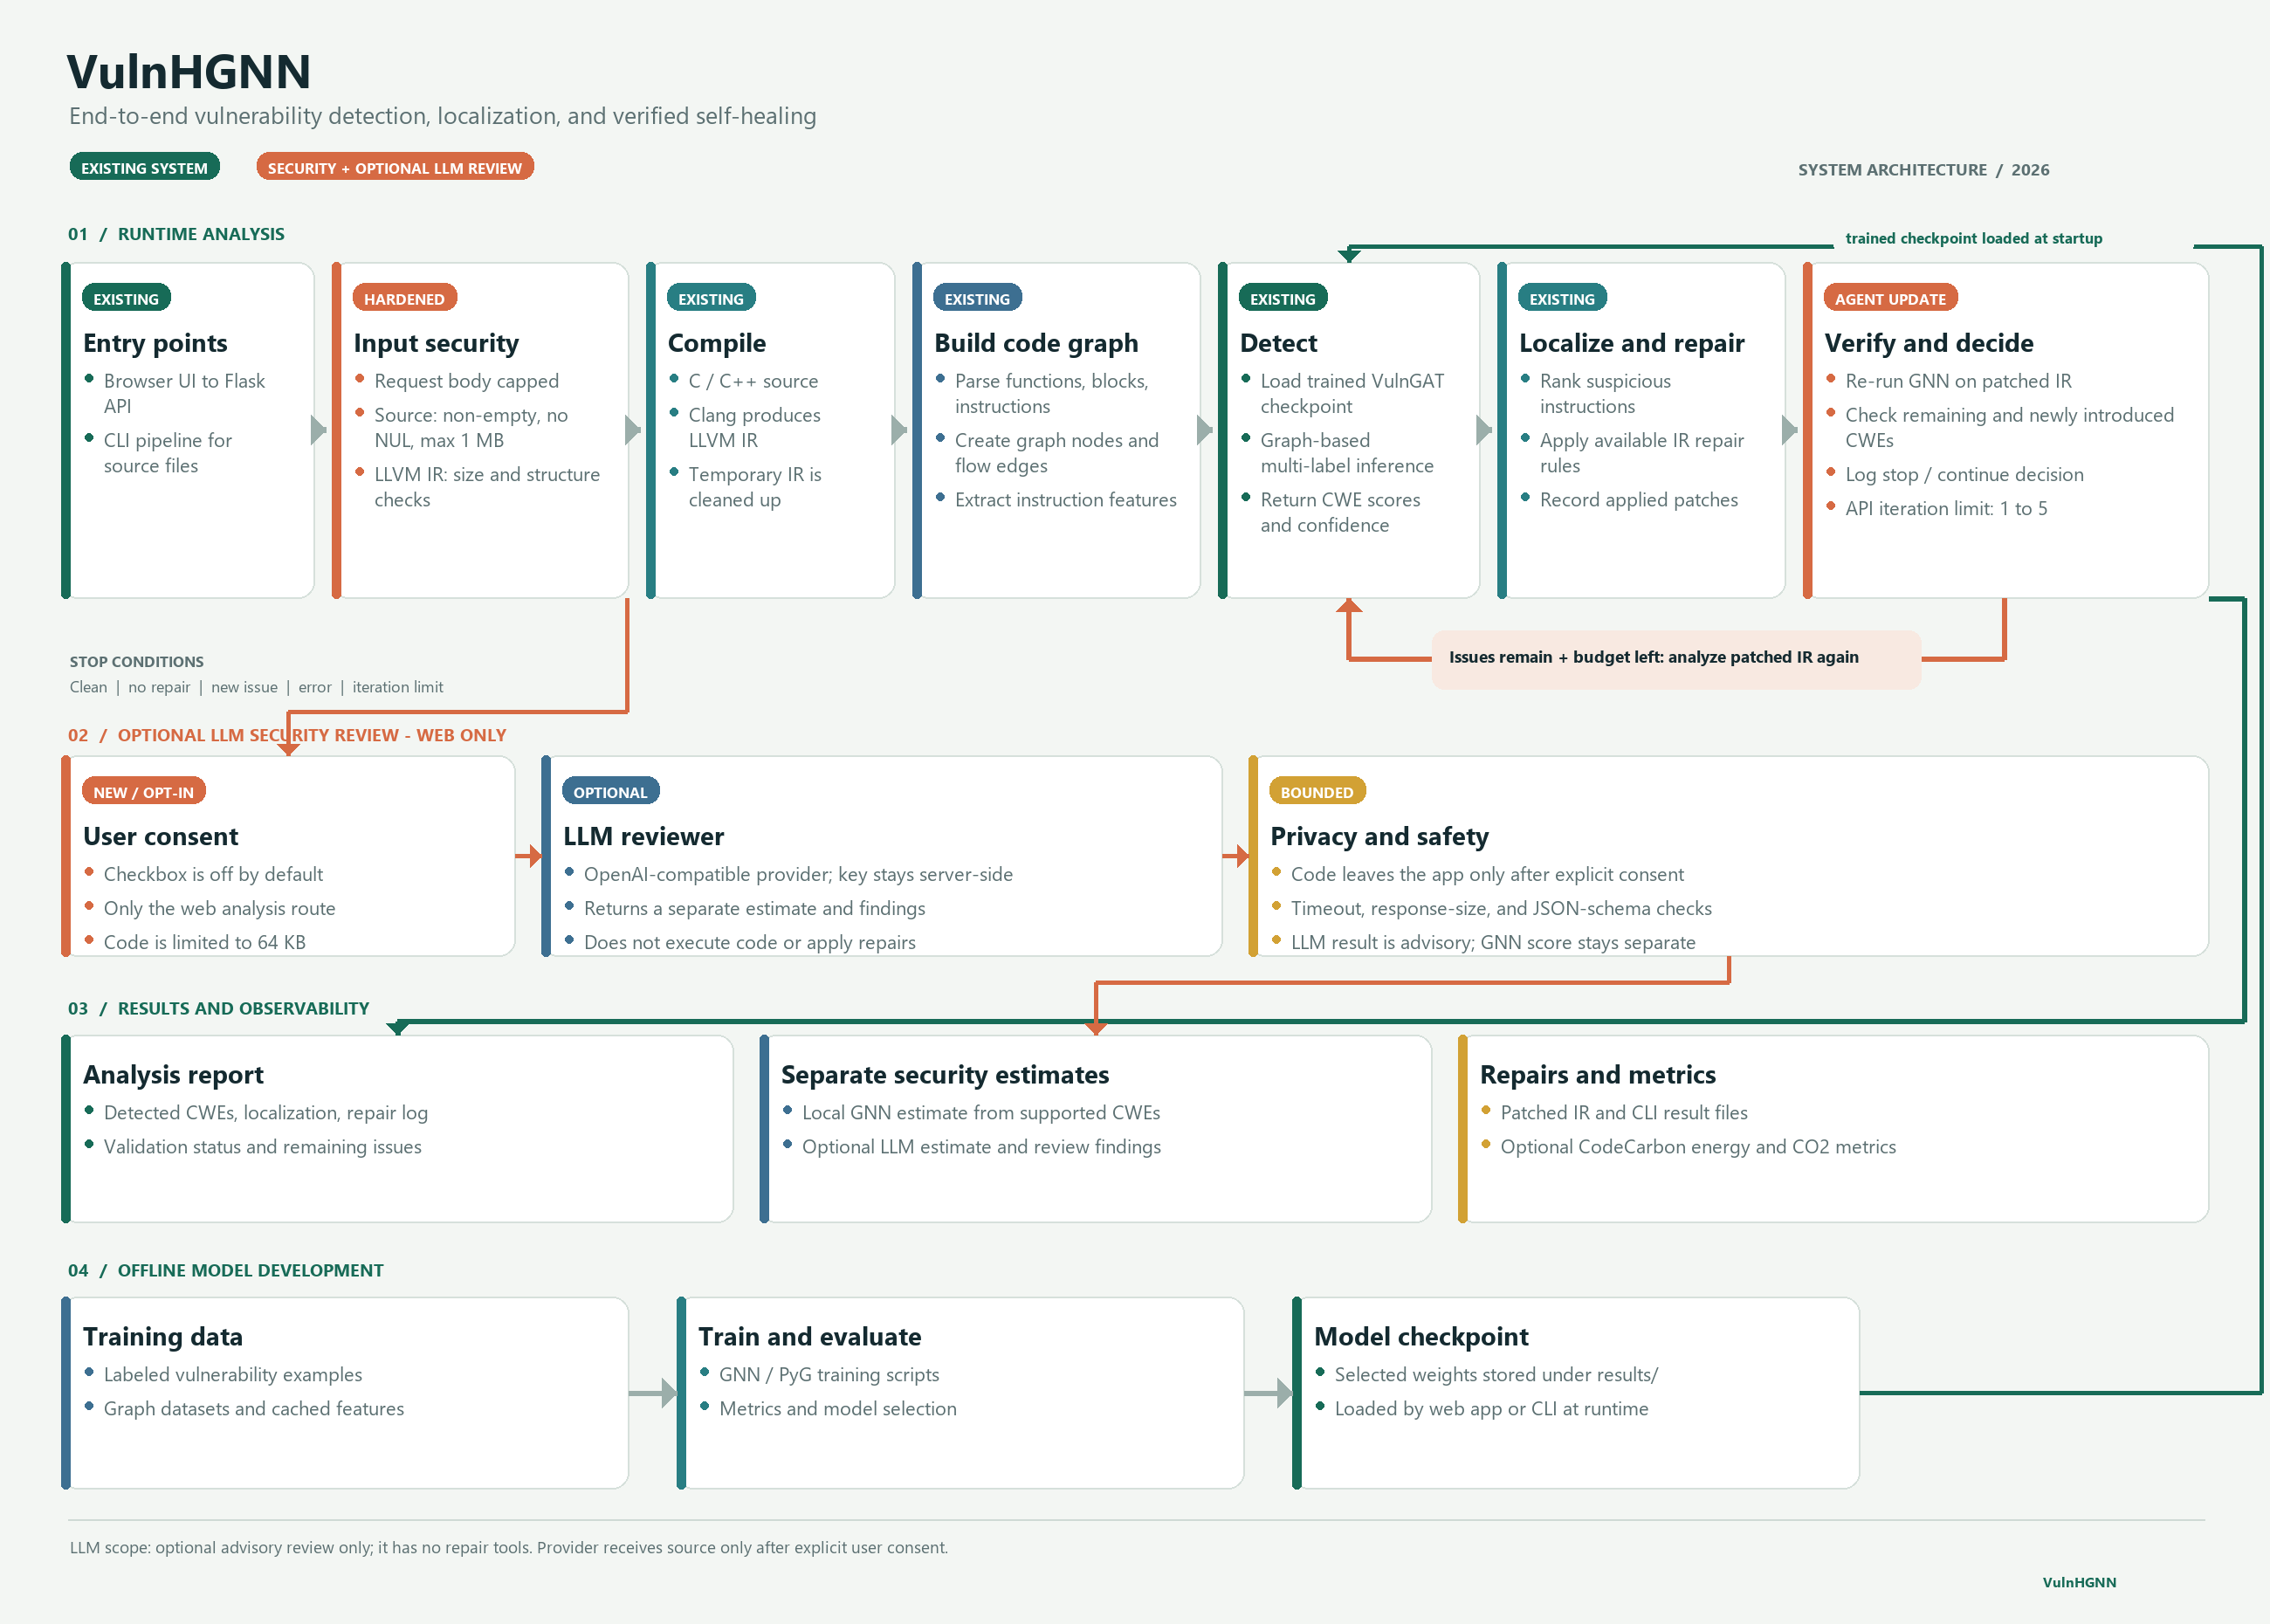 VulnHGNN
End-to-end vulnerability detection, localization, and verified self-healing
EXISTING SYSTEM
SECURITY + OPTIONAL LLM REVIEW
SYSTEM ARCHITECTURE / 2026
01 / RUNTIME ANALYSIS
trained checkpoint loaded at startup
EXISTING
Entry points
Browser UI to Flask
API
CLI pipeline for
source files
HARDENED
Input security
Request body capped
Source: non-empty, no
NUL, max 1 MB
LLVM IR: size and structure
checks
EXISTING
Compile
C / C++ source
Clang produces
LLVM IR
Temporary IR is
cleaned up
EXISTING
Build code graph
Parse functions, blocks,
instructions
Create graph nodes and
flow edges
Extract instruction features
EXISTING
Detect
Load trained VulnGAT
checkpoint
Graph-based
multi-label inference
Return CWE scores
and confidence
EXISTING
Localize and repair
Rank suspicious
instructions
Apply available IR repair
rules
Record applied patches
AGENT UPDATE
Verify and decide
Re-run GNN on patched IR
Check remaining and newly introduced
CWEs
Log stop / continue decision
API iteration limit: 1 to 5
Issues remain + budget left: analyze patched IR again
STOP CONDITIONS
Clean | no repair | new issue | error | iteration limit
02 / OPTIONAL LLM SECURITY REVIEW - WEB ONLY
NEW / OPT-IN
User consent
Checkbox is off by default
Only the web analysis route
Code is limited to 64 KB
OPTIONAL
LLM reviewer
OpenAI-compatible provider; key stays server-side
Returns a separate estimate and findings
Does not execute code or apply repairs
BOUNDED
Privacy and safety
Code leaves the app only after explicit consent
Timeout, response-size, and JSON-schema checks
LLM result is advisory; GNN score stays separate
03 / RESULTS AND OBSERVABILITY
Analysis report
Detected CWEs, localization, repair log
Validation status and remaining issues
Separate security estimates
Local GNN estimate from supported CWEs
Optional LLM estimate and review findings
Repairs and metrics
Patched IR and CLI result files
Optional CodeCarbon energy and CO2 metrics
04 / OFFLINE MODEL DEVELOPMENT
Training data
Labeled vulnerability examples
Graph datasets and cached features
Train and evaluate
GNN / PyG training scripts
Metrics and model selection
Model checkpoint
Selected weights stored under results/
Loaded by web app or CLI at runtime
LLM scope: optional advisory review only; it has no repair tools. Provider receives source only after explicit user consent.
VulnHGNN